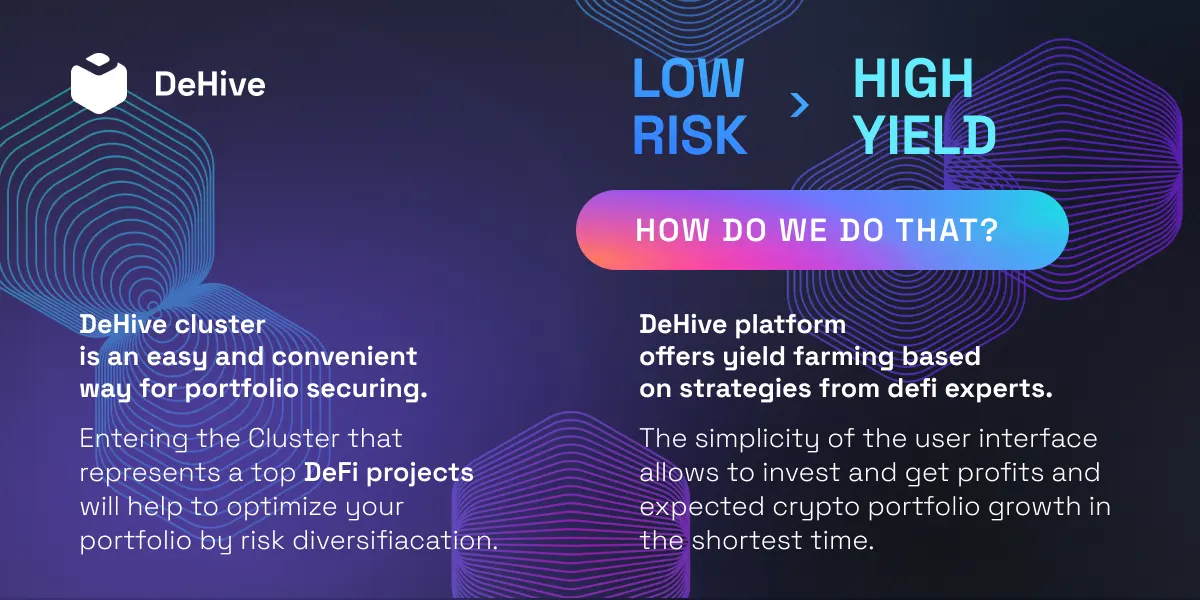 DeHive
LOW
RISK
>
HIGH
YIELD
HOW DO WE DO THAT?
DeHive cluster
is an easy and convenient
way for portfolio securing.
Entering the Cluster that
represents a top DeFi projects
will help to optimize your
portfolio by risk diversifiacation.
DeHive platform
offers yield farming based
on strategies from defi experts.
The simplicity of the user interface
allows to invest and get profits and
expected crypto portfolio growth in
the shortest time.